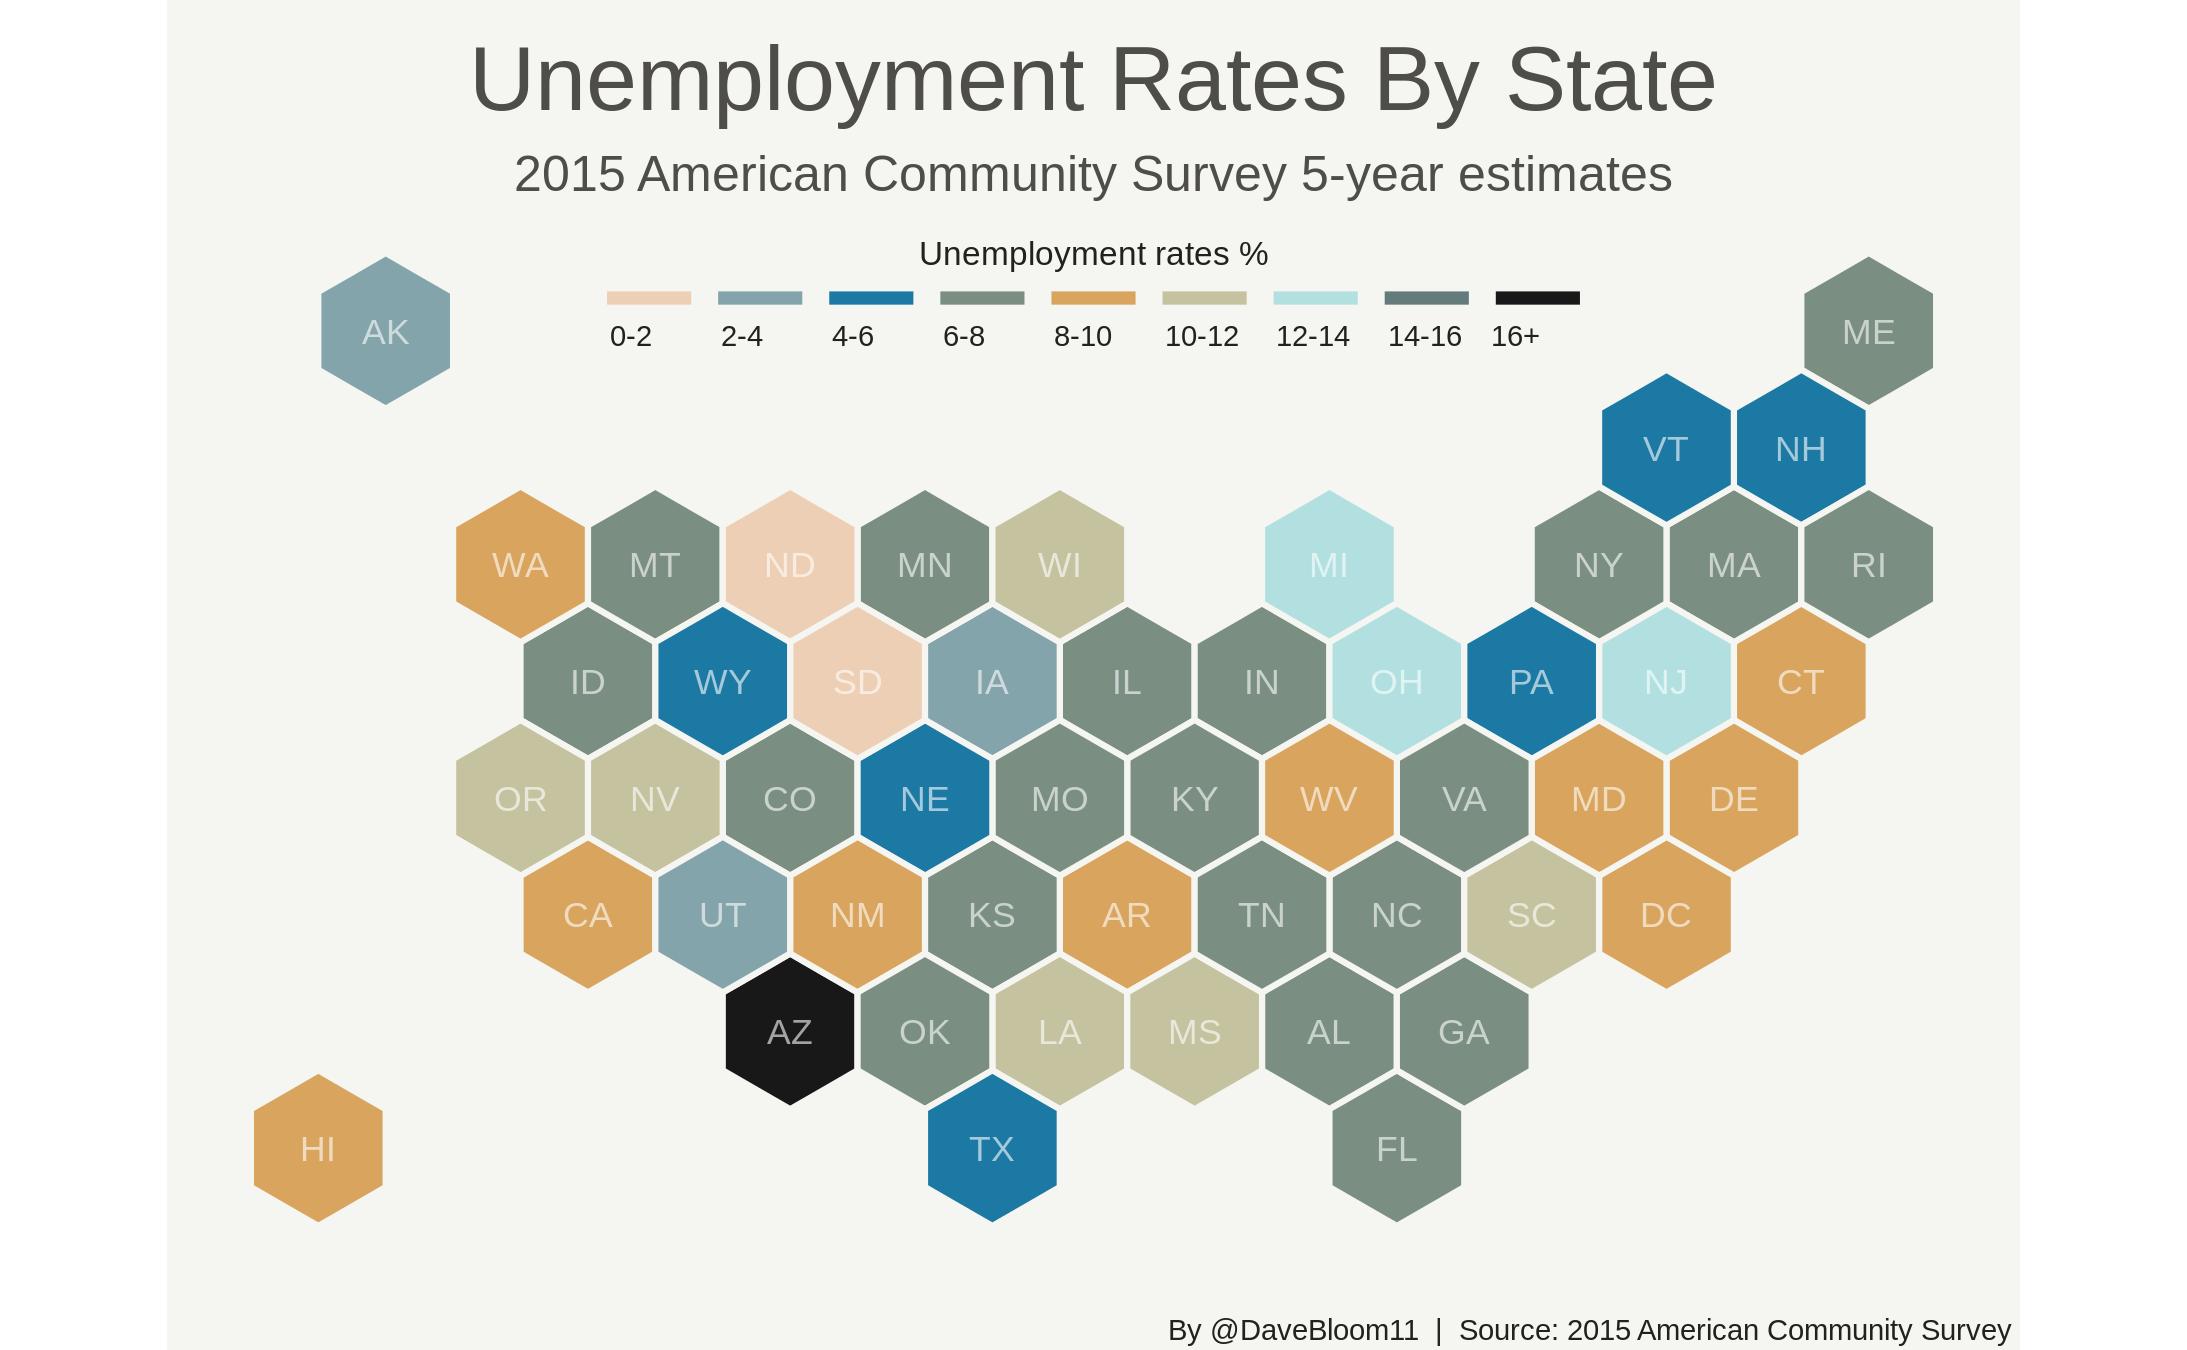 Unemployment Rates By State
2015 American Community Survey 5-year estimates
Unemployment rates %
0-2 2-4 4-6 6-8 8-10 10-12 12-14 14-16 16+
AK ME
VT NH
WA MT ND MN WI MI NY MA RI
ID WY SD IA IL IN OH PA NJ CT
OR NV CO NE MO KY WV VA MD DE
CA UT NM KS AR TN NC SC DC
AZ OK LA MS AL GA
HI TX FL
By @DaveBloom11 | Source: 2015 American Community Survey